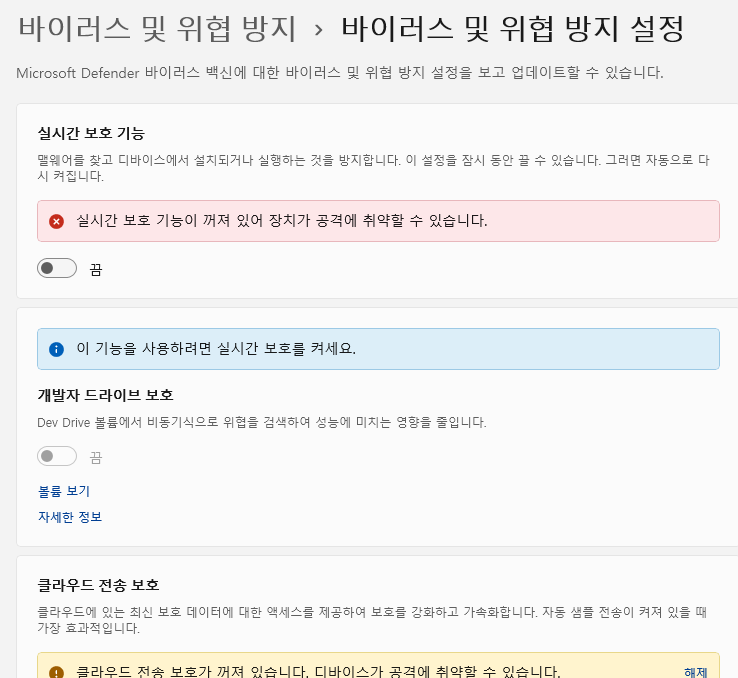 바이러스 및 위협 방지 › 바이러스 및 위협 방지 설정
Microsoft Defender 바이러스 백신에 대한 바이러스 및 위협 방지 설정을 보고 업데이트할 수 있습니다.
실시간 보호 기능
맬웨어를 찾고 디바이스에서 설치되거나 실행하는 것을 방지합니다. 이 설정을 잠시 동안 끌 수 있습니다. 그러면 자동으로 다
시 켜집니다.
실시간 보호 기능이 꺼져 있어 장치가 공격에 취약할 수 있습니다.
끔
이 기능을 사용하려면 실시간 보호를 켜세요.
개발자 드라이브 보호
Dev Drive 볼륨에서 비동기식으로 위협을 검색하여 성능에 미치는 영향을 줄입니다.
끔
볼륨 보기
자세한 정보
클라우드 전송 보호
클라우드에 있는 최신 보호 데이터에 대한 액세스를 제공하여 보호를 강화하고 가속화합니다. 자동 샘플 전송이 켜져 있을 때
가장 효과적입니다.
클라우드 전송 보호가 꺼져 있습니다. 디바이스가 공격에 취약할 수 있습니다. 해제